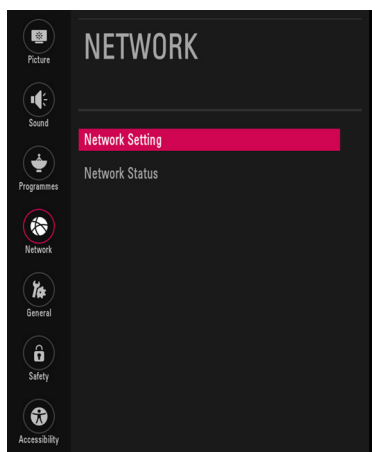 Picture
Sound
Programmes
Network
General
Safety
Accessibility
NETWORK
Network Setting
Network Status